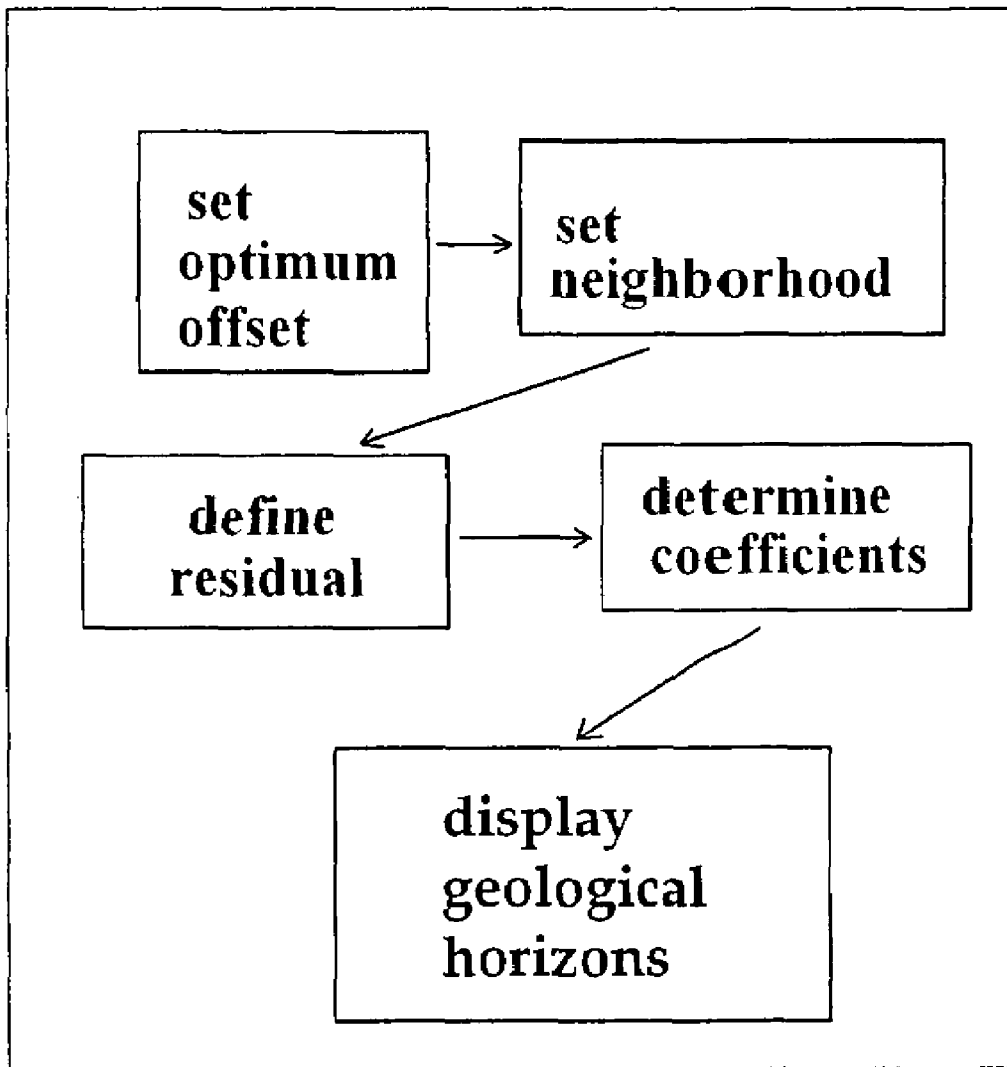 set
optimum
offset
set
neighborhood
define
residual
determine
coefficients
display
geological
horizons